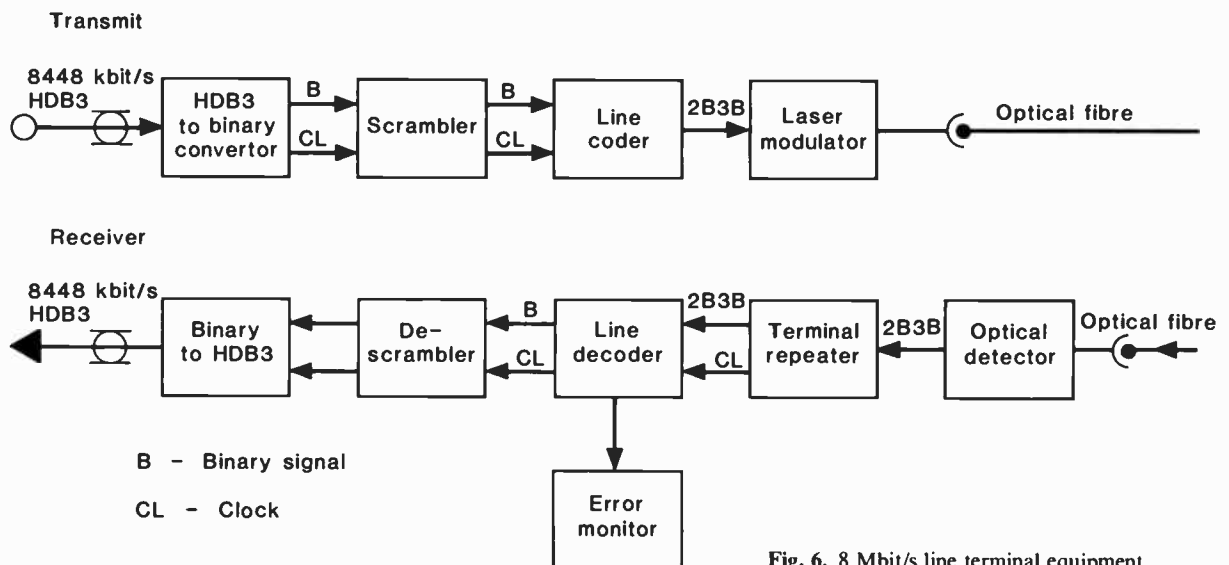 Transmit
8448 kbit/s
HDB3
HDB3
to binary
convertor
B
CL
Scrambler
B
CL
Line
coder
2B3B
Laser
modulator
Optical fibre
Receiver
8448 kbit/s
HDB3
Binary
to HDB3
De-
scrambler
B
CL
Line
decoder
2B3B
CL
Terminal
repeater
2B3B
Optical
detector
Optical fibre
B - Binary signal
CL - Clock
Error
monitor
Fig. 6. 8 Mbit/s line terminal equipment